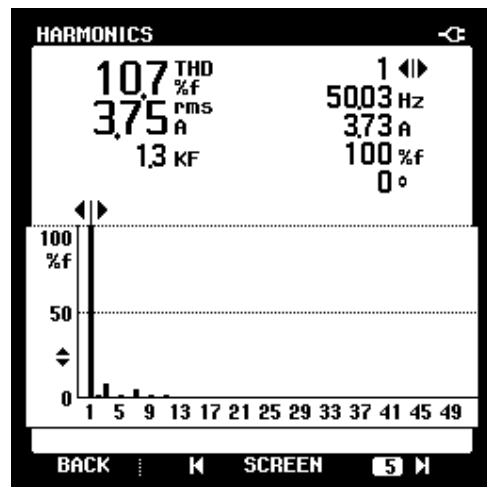 HARMONICS
10,7 THD %f
3,75 rms A
1,3 KF
1
50,03 Hz
3,73 A
100 %f
0 °
100
%f
50
0
1 5 9 13 17 21 25 29 33 37 41 45 49
BACK SCREEN 5